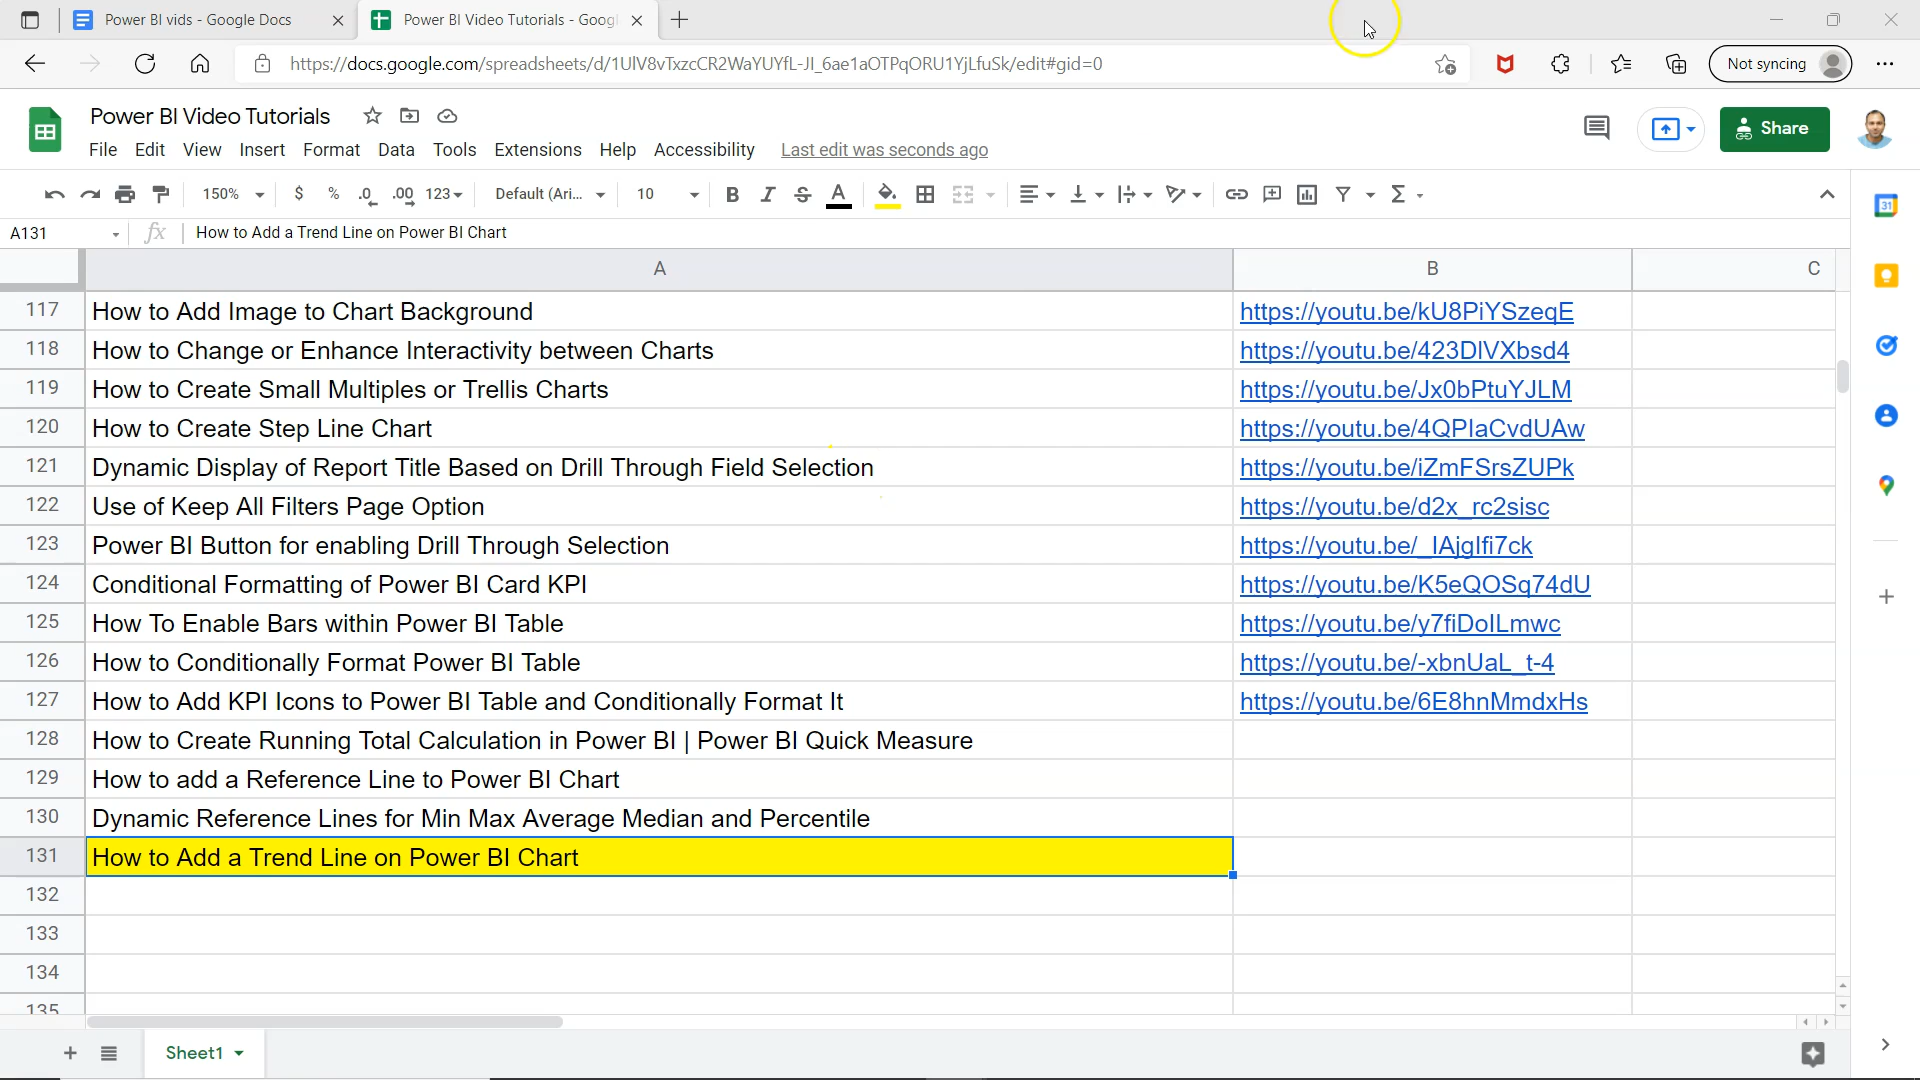 Power BI vids - Google Docs
Power BI Video Tutorials - Googl
https://docs.google.com/spreadsheets/d/1UlV8vTxzcCR2WaYUYfL-JI_6ae1aOTPqORU1YjLfuSk/edit#gid=0
Not syncing
Power BI Video Tutorials
File Edit View Insert Format Data Tools Extensions Help Accessibility Last edit was seconds ago
Share
150% $ % .0 .00 123 Default (Ari... 10 B I S A
31
A131 fx How to Add a Trend Line on Power BI Chart
A B C
117 How to Add Image to Chart Background https://youtu.be/kU8PiYSzeqE
118 How to Change or Enhance Interactivity between Charts https://youtu.be/423DIVXbsd4
119 How to Create Small Multiples or Trellis Charts https://youtu.be/Jx0bPtuYJLM
120 How to Create Step Line Chart https://youtu.be/4QPlaCvdUAw
121 Dynamic Display of Report Title Based on Drill Through Field Selection https://youtu.be/iZmFSrsZUPk
122 Use of Keep All Filters Page Option https://youtu.be/d2x_rc2sisc
123 Power BI Button for enabling Drill Through Selection https://youtu.be/_IAjglfi7ck
124 Conditional Formatting of Power BI Card KPI https://youtu.be/K5eQOSq74dU
125 How To Enable Bars within Power BI Table https://youtu.be/y7fiDolLmwc
126 How to Conditionally Format Power BI Table https://youtu.be/-xbnUaL_t-4
127 How to Add KPI Icons to Power BI Table and Conditionally Format It https://youtu.be/6E8hnMmdxHs
128 How to Create Running Total Calculation in Power BI | Power BI Quick Measure
129 How to add a Reference Line to Power BI Chart
130 Dynamic Reference Lines for Min Max Average Median and Percentile
131 How to Add a Trend Line on Power BI Chart
132
133
134
135
Sheet1